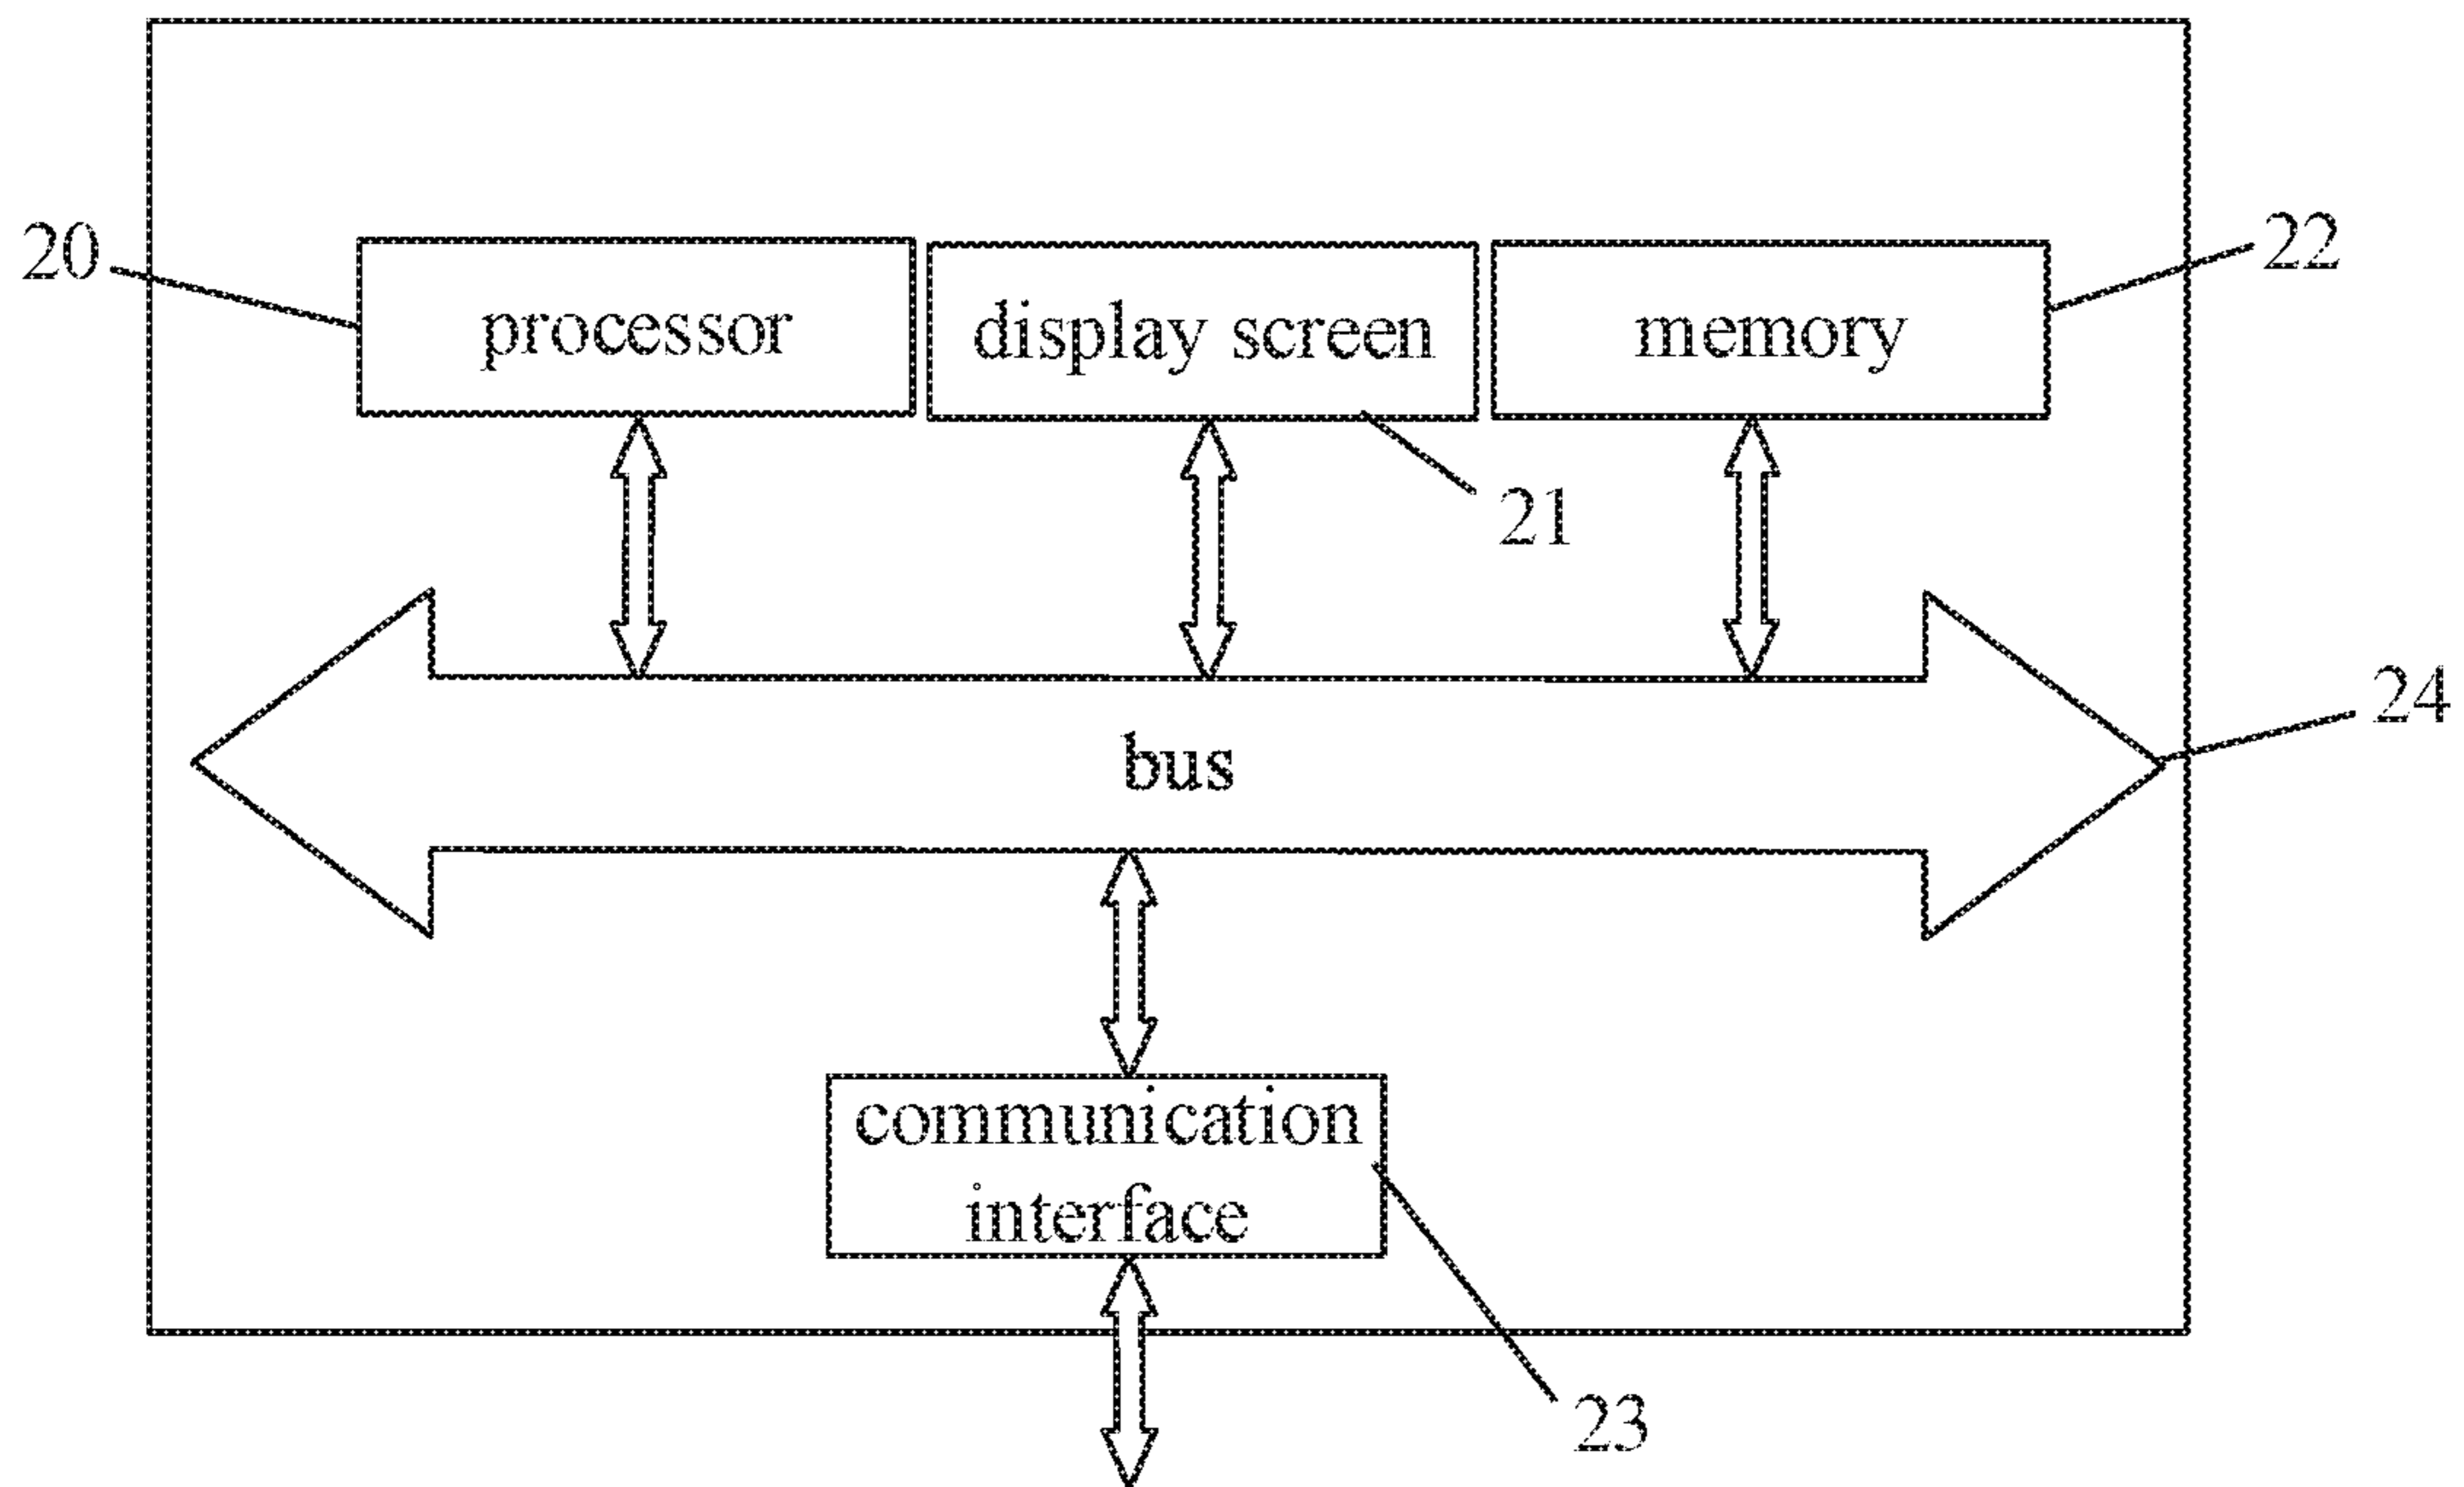 20
processor
display screen
memory
22
21
bus
24
communication
interface
23